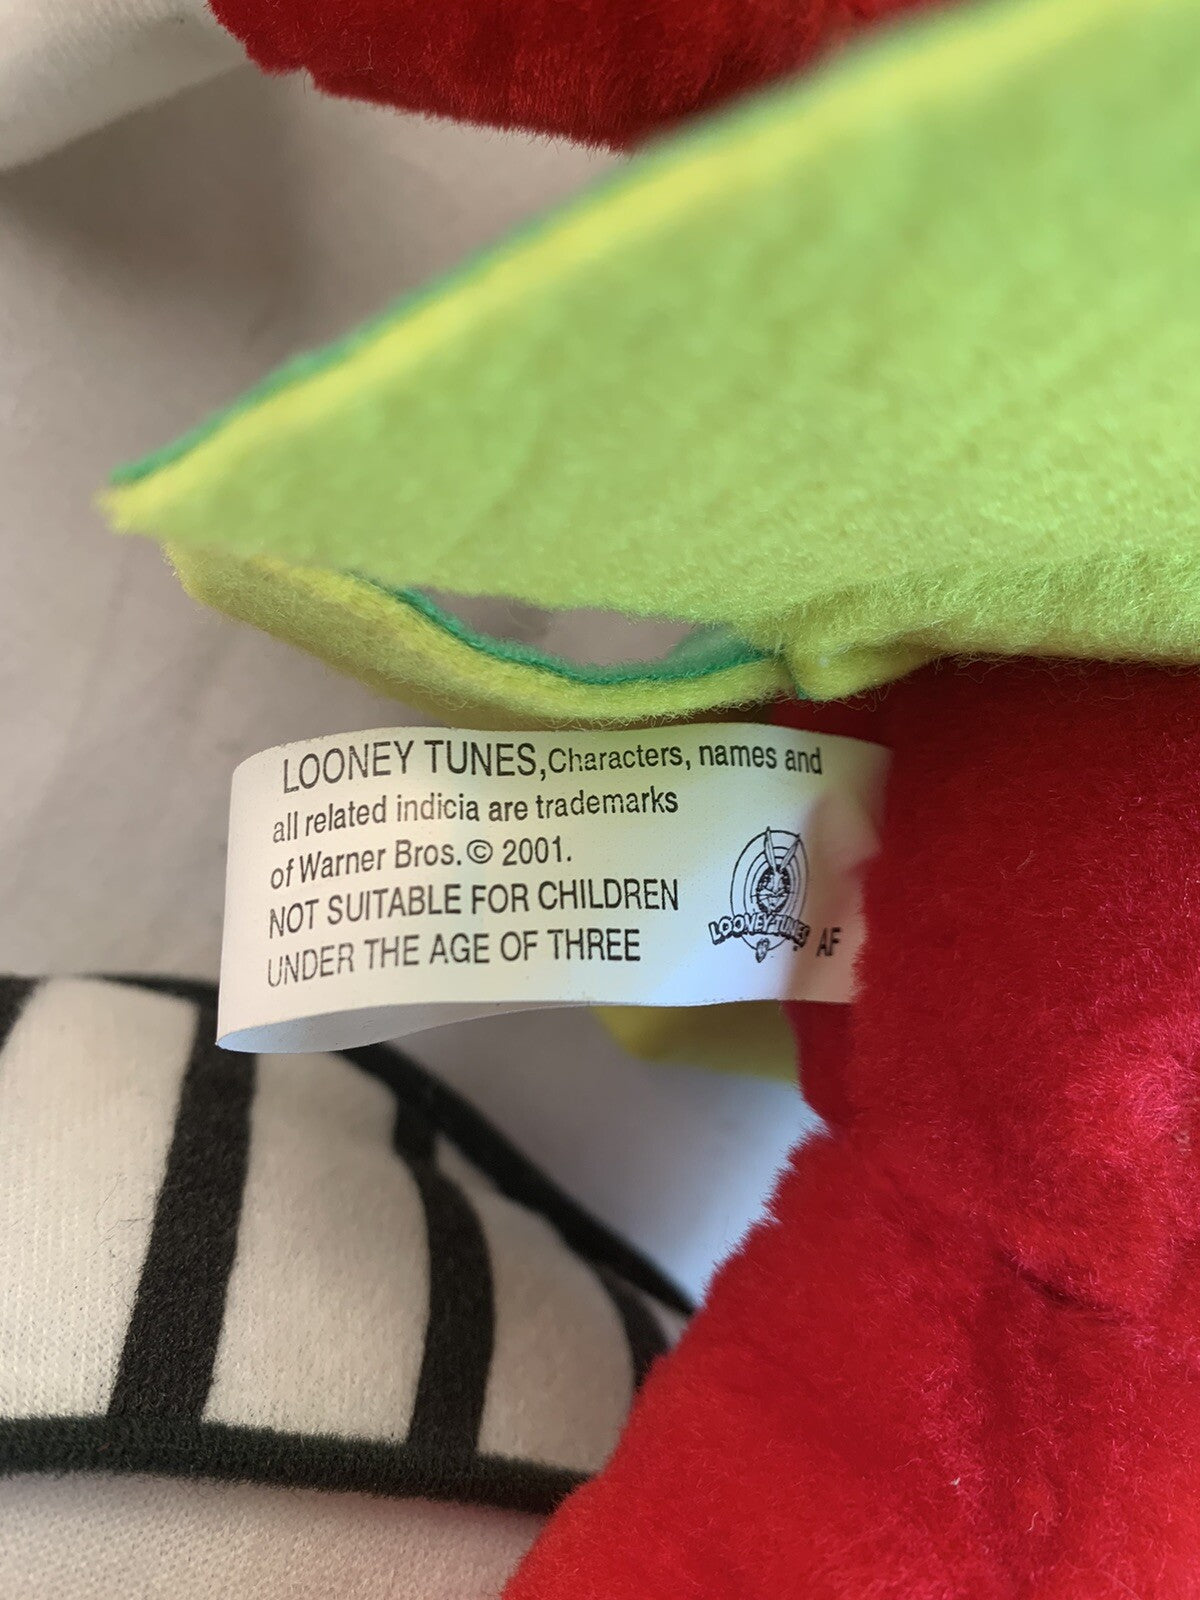 LOONEY TUNES,Characters, names and
all related indicia are trademarks
of Warner Bros.© 2001.
NOT SUITABLE FOR CHILDREN
UNDER THE AGE OF THREE
LOONEY TUNES
AF